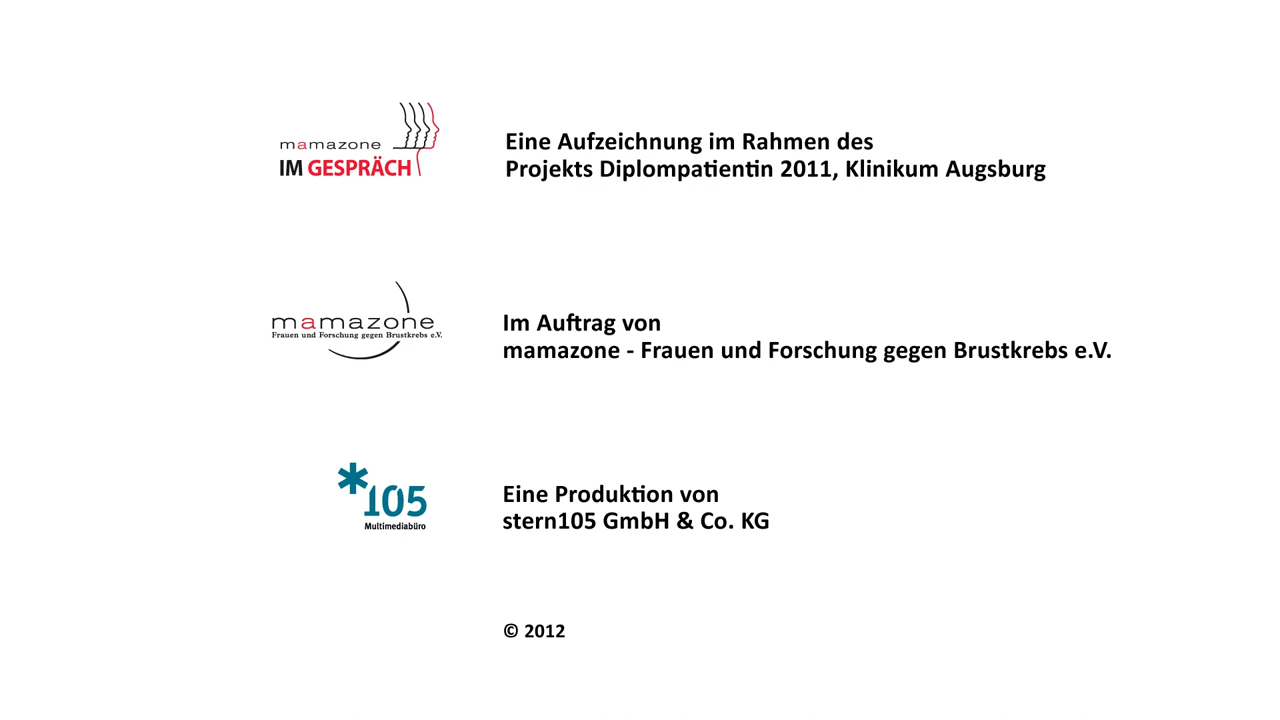 mamazone
IM GESPRÄCH
Eine Aufzeichnung im Rahmen des
Projekts Diplompatientin 2011, Klinikum Augsburg
mamazone
Frauen und Forschung gegen Brustkrebs e.V.
Im Auftrag von
mamazone - Frauen und Forschung gegen Brustkrebs e.V.
*105
Multimediabüro
Eine Produktion von
stern105 GmbH & Co. KG
© 2012